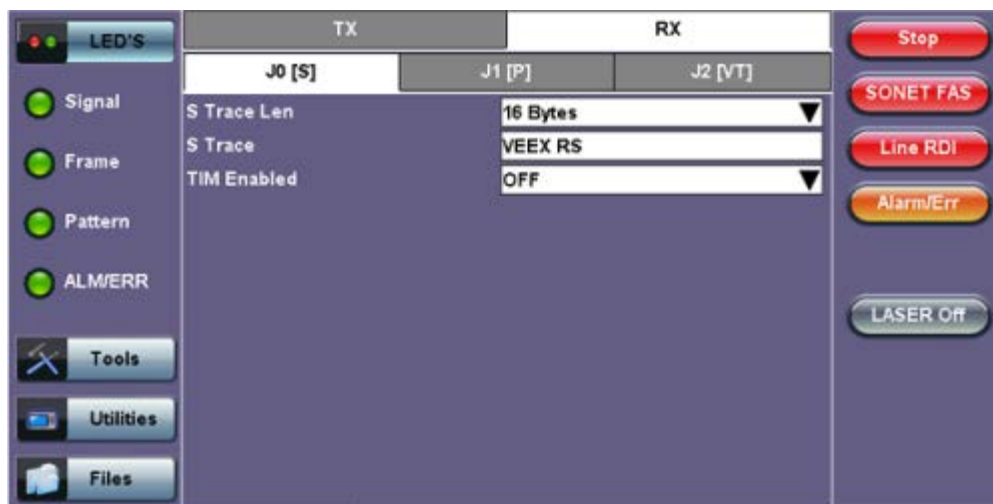 LED'S
Signal
Frame
Pattern
ALM/ERR
Tools
Utilities
Files
TX
RX
J0 [S]
J1 [P]
J2 [VT]
S Trace Len
16 Bytes
S Trace
VEEX RS
TIM Enabled
OFF
Stop
SONET FAS
Line RDI
Alarm/Err
LASER Off